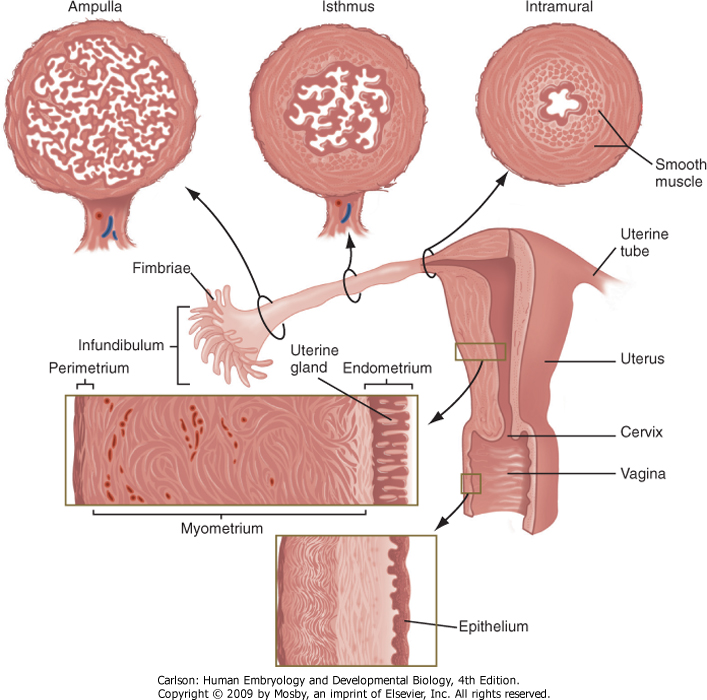 Ampulla
Isthmus
Intramural
Smooth
muscle
Uterine
tube
Fimbriae
Infundibulum
Uterine
gland
Perimetrium
Endometrium
Uterus
Cervix
Vagina
Myometrium
Epithelium
Carlson: Human Embryology and Developmental Biology, 4th Edition.
Copyright © 2009 by Mosby, an imprint of Elsevier, Inc. All rights reserved.